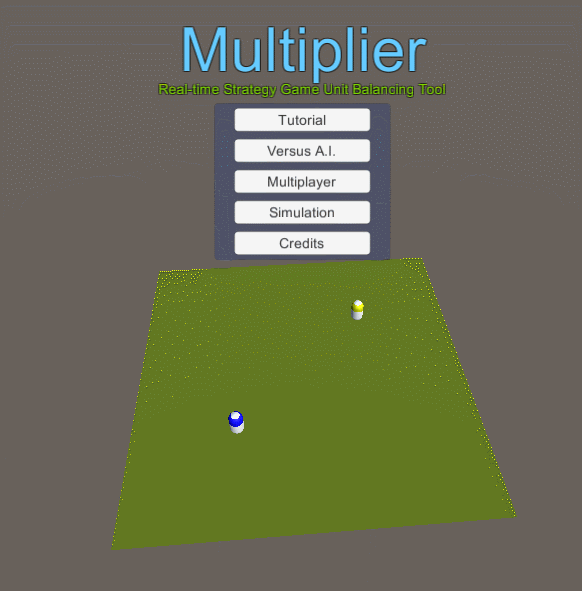 Multiplier
Real-time Strategy Game Unit Balancing Tool
Tutorial
Versus A.I.
Multiplayer
Simulation
Credits